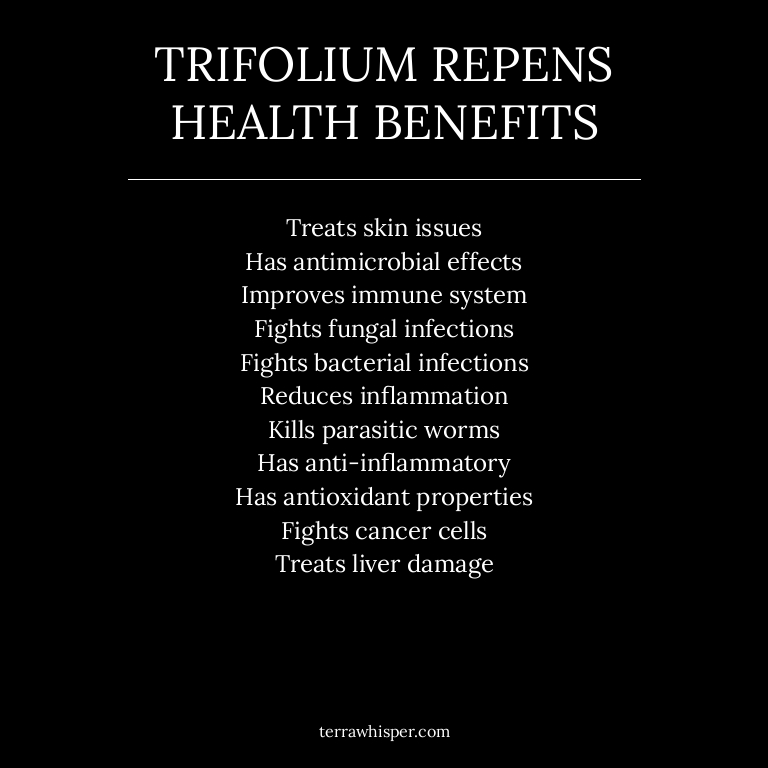 TRIFOLIUM REPENS
HEALTH BENEFITS
Treats skin issues
Has antimicrobial effects
Improves immune system
Fights fungal infections
Fights bacterial infections
Reduces inflammation
Kills parasitic worms
Has anti-inflammatory
Has antioxidant properties
Fights cancer cells
Treats liver damage
terrawhisper.com